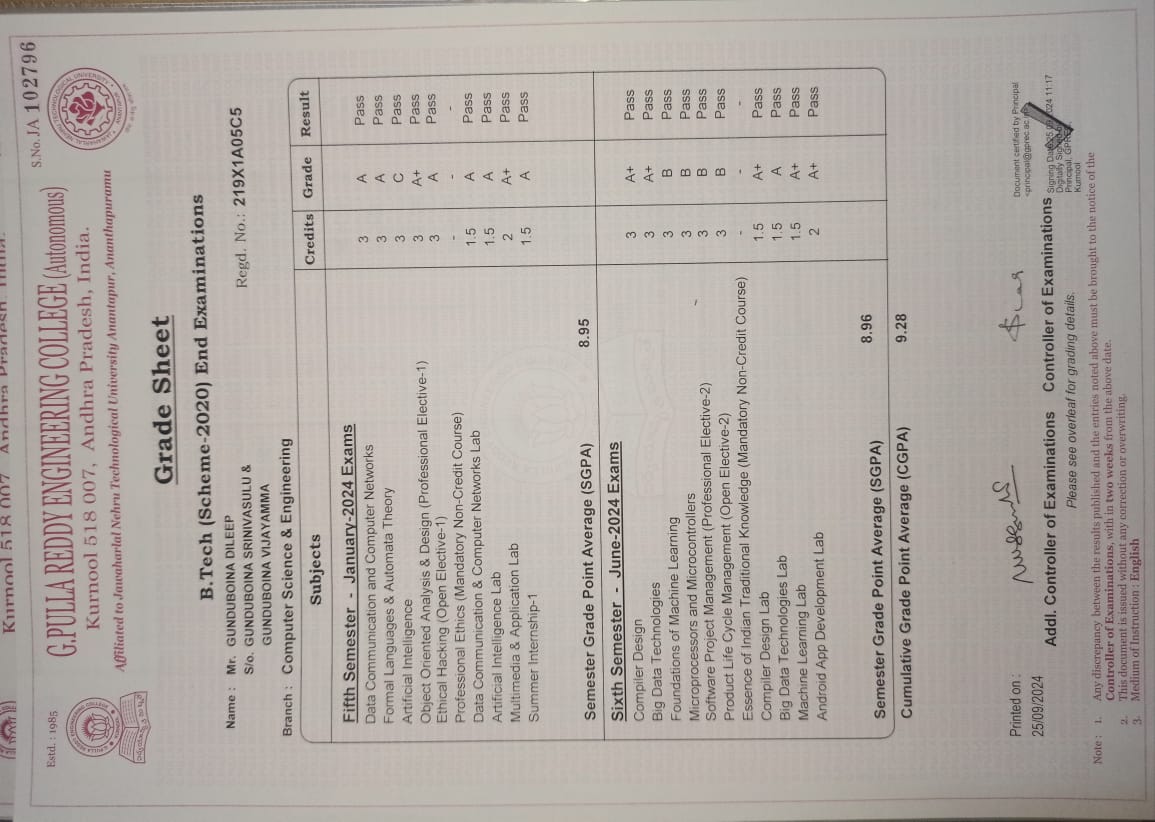 Kurnool 518 007, Andhra Pradesh, India.
Estd. : 1985
S.No. JA 102796
G.PULLA REDDY ENGINEERING COLLEGE (Autonomous)
Kurnool 518 007, Andhra Pradesh, India.
Affiliated to Jawaharlal Nehru Technological University Anantapur, Ananthapuramu
Grade Sheet
B.Tech (Scheme-2020) End Examinations
Name : Mr. GUNDUBOINA DILEEP
Regd. No.: 219X1A05C5
S/o. GUNDUBOINA SRINIVASULU &
GUNDUBOINA VIJAYAMMA
Branch : Computer Science & Engineering
Subjects Credits Grade Result
Fifth Semester - January-2024 Exams
Data Communication and Computer Networks 3 A Pass
Formal Languages & Automata Theory 3 A Pass
Artificial Intelligence 3 C Pass
Object Oriented Analysis & Design (Professional Elective-1) 3 A+ Pass
Ethical Hacking (Open Elective-1) 3 A Pass
Professional Ethics (Mandatory Non-Credit Course) - - -
Data Communication & Computer Networks Lab 1.5 A Pass
Artificial Intelligence Lab 1.5 A Pass
Multimedia & Application Lab 2 A+ Pass
Summer Internship-1 1.5 A Pass
Semester Grade Point Average (SGPA) 8.95
Sixth Semester - June-2024 Exams
Compiler Design 3 A+ Pass
Big Data Technologies 3 A+ Pass
Foundations of Machine Learning 3 B Pass
Microprocessors and Microcontrollers 3 B Pass
Software Project Management (Professional Elective-2) 3 B Pass
Product Life Cycle Management (Open Elective-2) 3 B Pass
Essence of Indian Traditional Knowledge (Mandatory Non-Credit Course) - - -
Compiler Design Lab 1.5 A+ Pass
Big Data Technologies Lab 1.5 A Pass
Machine Learning Lab 1.5 A+ Pass
Android App Development Lab 2 A+ Pass
Semester Grade Point Average (SGPA) 8.96
Cumulative Grade Point Average (CGPA) 9.28
Printed on :
25/09/2024
Document certified by Principal
<principal@gprec.ac.in>
Addl. Controller of Examinations Controller of Examinations
Signing 2024 11:17
Digitally Signed by
Principal,
Kurnool
Please see overleaf for grading details.
Note : 1. Any discrepancy between the results published and the entries noted above must be brought to the notice of the
Controller of Examinations, with in two weeks from the above date.
2. This document is issued without any correction or overwriting.
3. Medium of Instruction : English